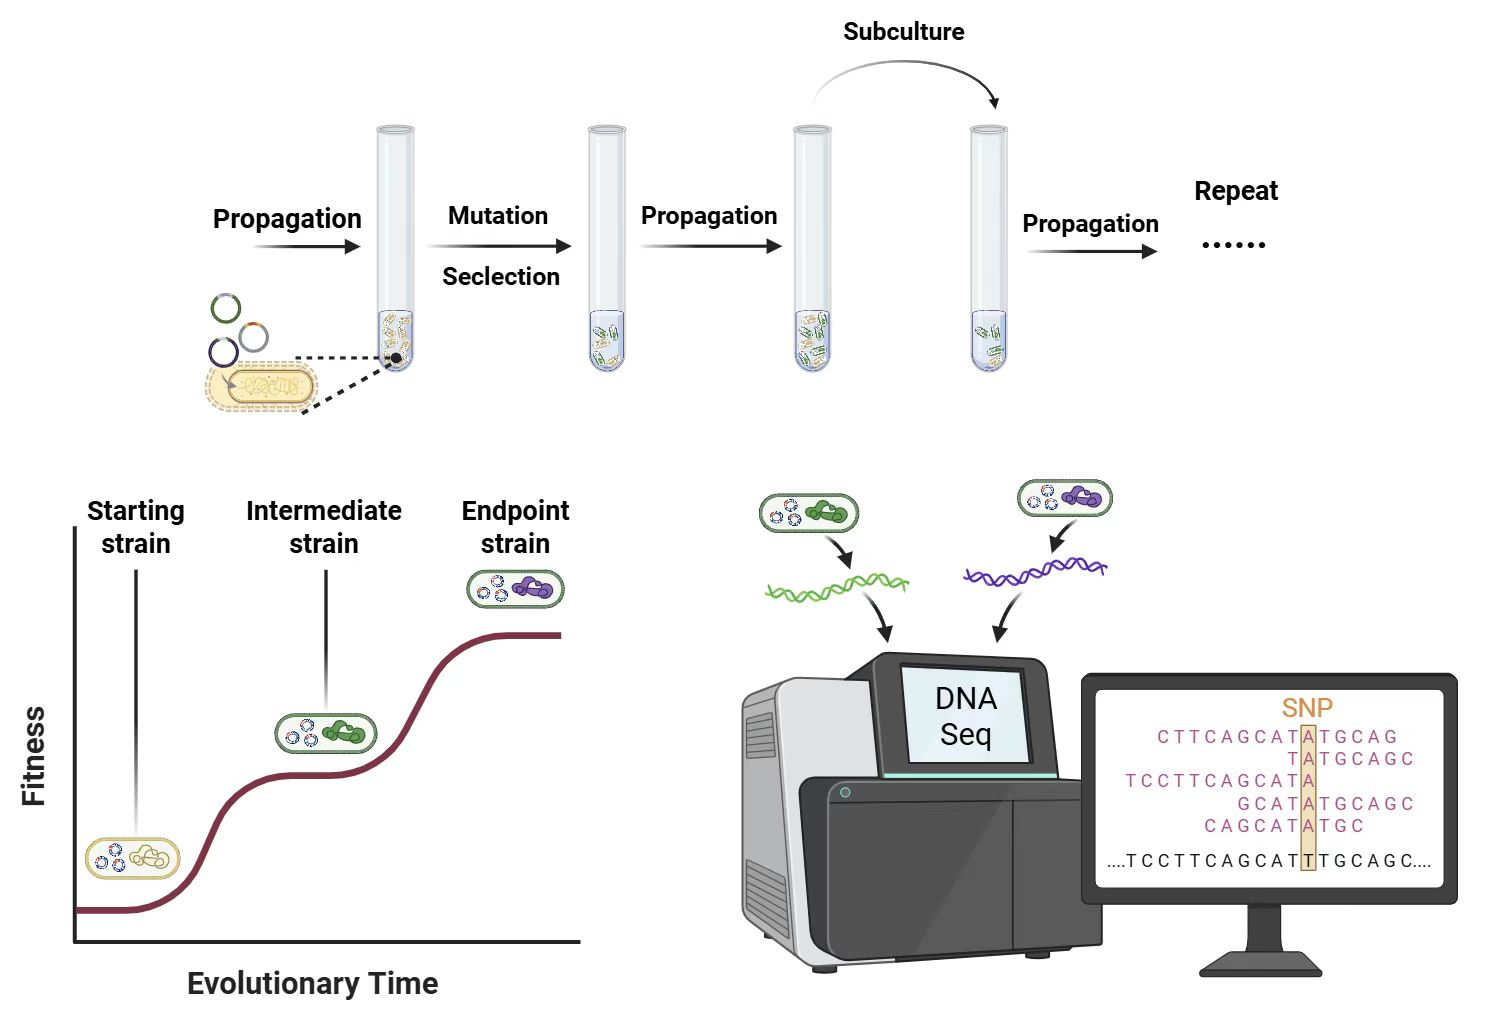 Subculture
Propagation
Mutation
Seclection
Propagation
Propagation
Repeat
......
Starting
strain
Intermediate
strain
Endpoint
strain
Fitness
Evolutionary Time
DNA
Seq
SNP
CTTCAGCATATGCAG
TATGCAGC
TCCTTCAGCATA
GCATATGCAGC
CAGCATATGC
....TCCTTCAGCATTTGCAGC....